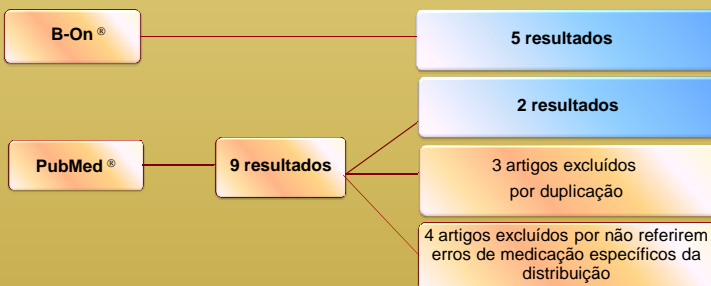 B-On ®
5 resultados
2 resultados
PubMed ®
9 resultados
3 artigos excluídos
por duplicação
4 artigos excluídos por não referirem
erros de medicação específicos da
distribuição